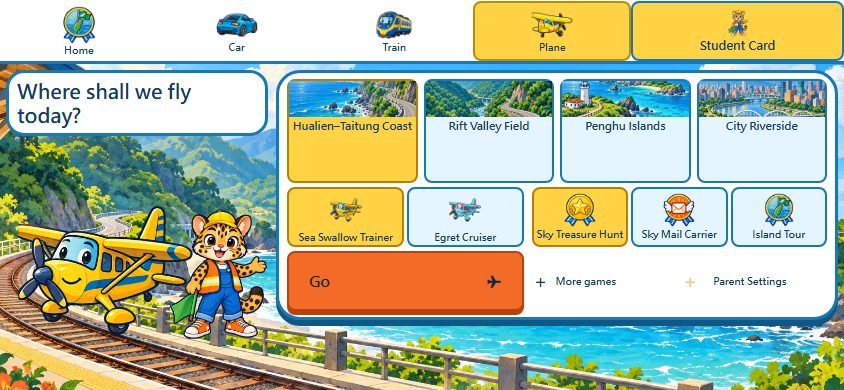 Home
Car
Train
Plane
Student Card
Where shall we fly
today?
Hualien–Taitung Coast
Rift Valley Field
Penghu Islands
City Riverside
Sea Swallow Trainer
Egret Cruiser
Sky Treasure Hunt
Sky Mail Carrier
Island Tour
Go
+ More games
+ Parent Settings